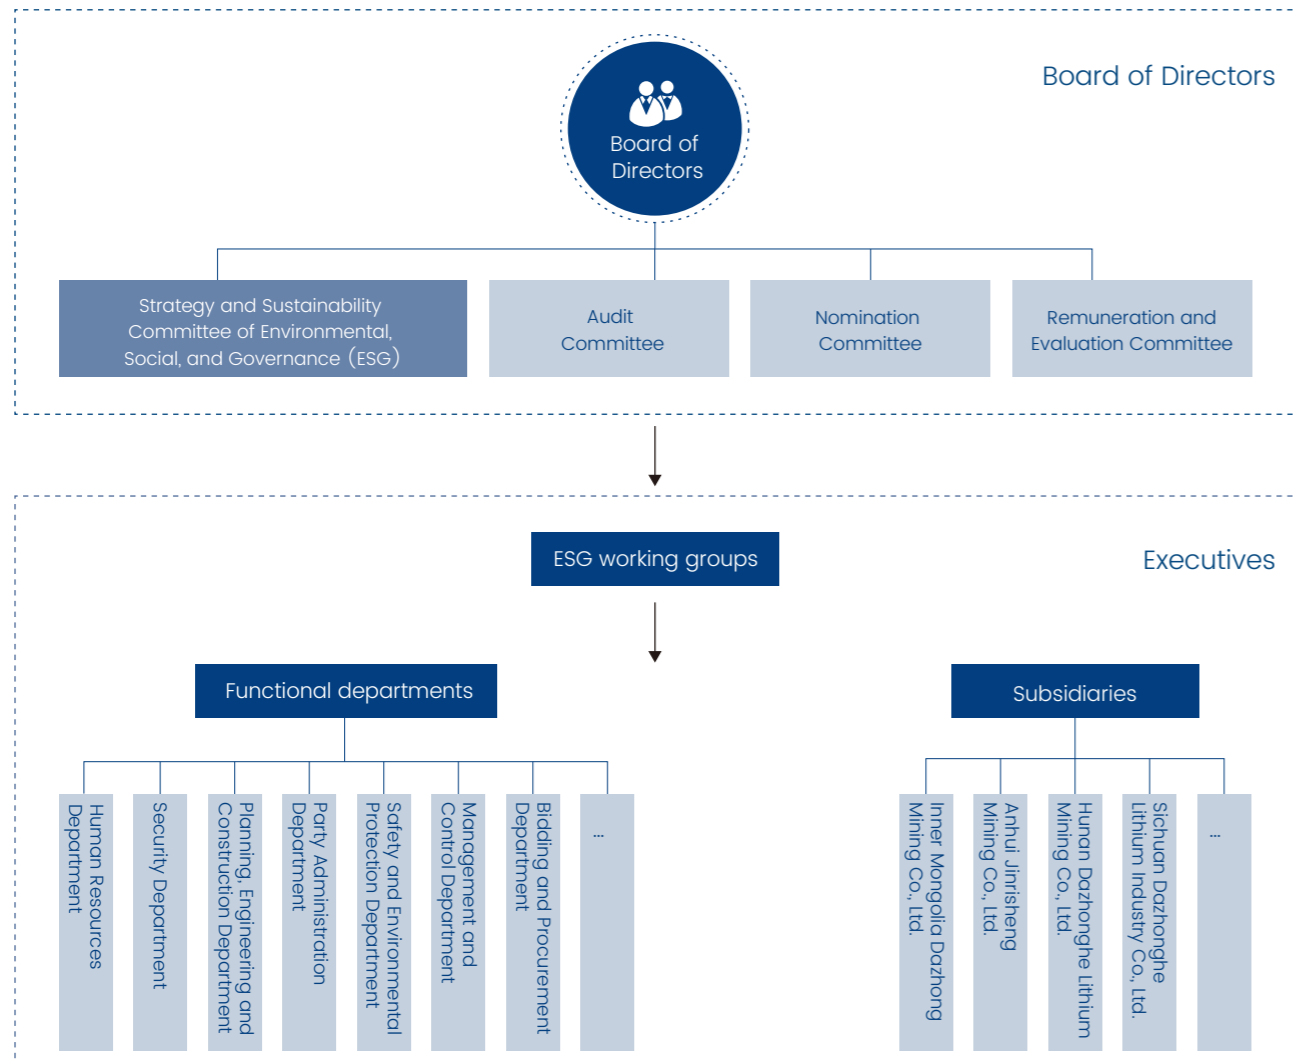 Board of Directors
Board of
Directors
Strategy and Sustainability
Committee of Environmental,
Social, and Governance (ESG)
Audit
Committee
Nomination
Committee
Remuneration and
Evaluation Committee
ESG working groups
Executives
Functional departments
Subsidiaries
Human Resources
Department
Security Department
Planning, Engineering and
Construction Department
Party Administration
Department
Safety and Environmental
Protection Department
Management and
Control Department
Bidding and Procurement
Department
...
Inner Mongolia Dazhong
Mining Co., Ltd.
Anhui Jinrisheng
Mining Co., Ltd.
Hunan Dazhonghe Lithium
Mining Co., Ltd.
Sichuan Dazhonghe
Lithium Industry Co., Ltd.
...